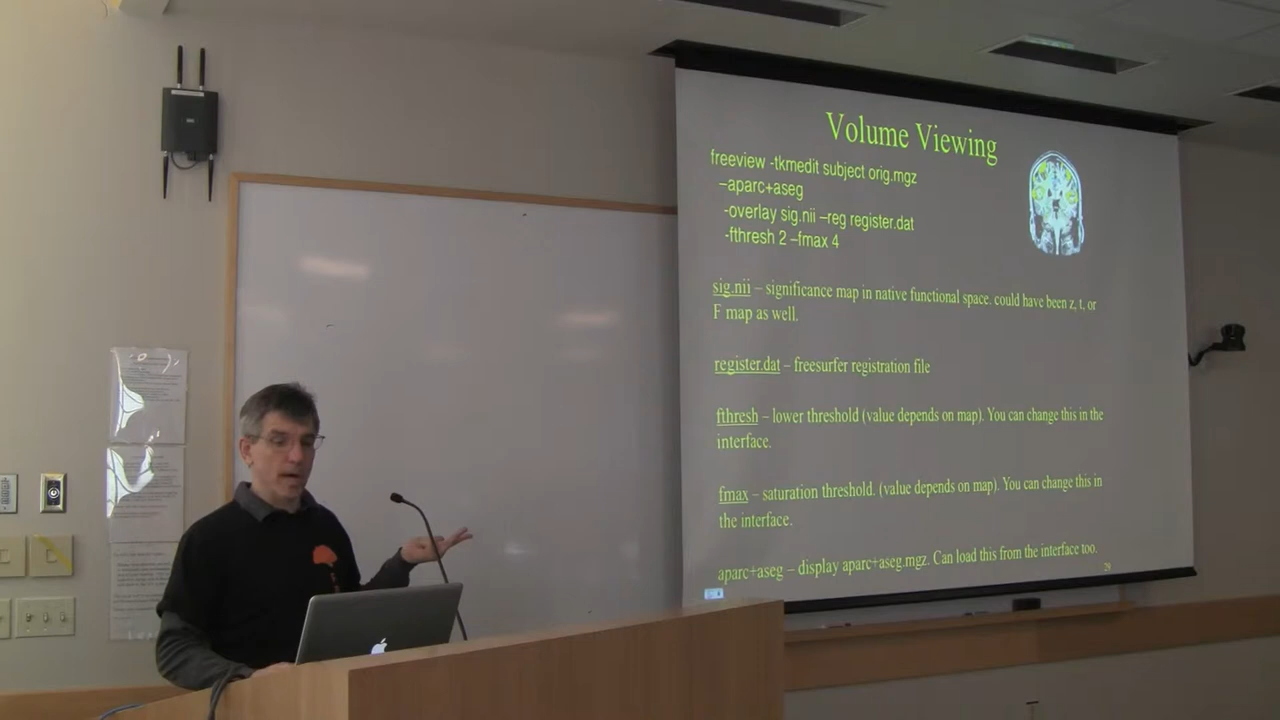 Volume Viewing
freeview -tkmedit subject orig.mgz
–aparc+aseg
-overlay sig.nii –reg register.dat
-fthresh 2 –fmax 4
sig.nii – significance map in native functional space. could have been z, t, or
F map as well.
register.dat – freesurfer registration file
fthresh – lower threshold (value depends on map). You can change this in the
interface.
fmax – saturation threshold. (value depends on map). You can change this in
the interface.
aparc+aseg – display aparc+aseg.mgz. Can load this from the interface too.
29